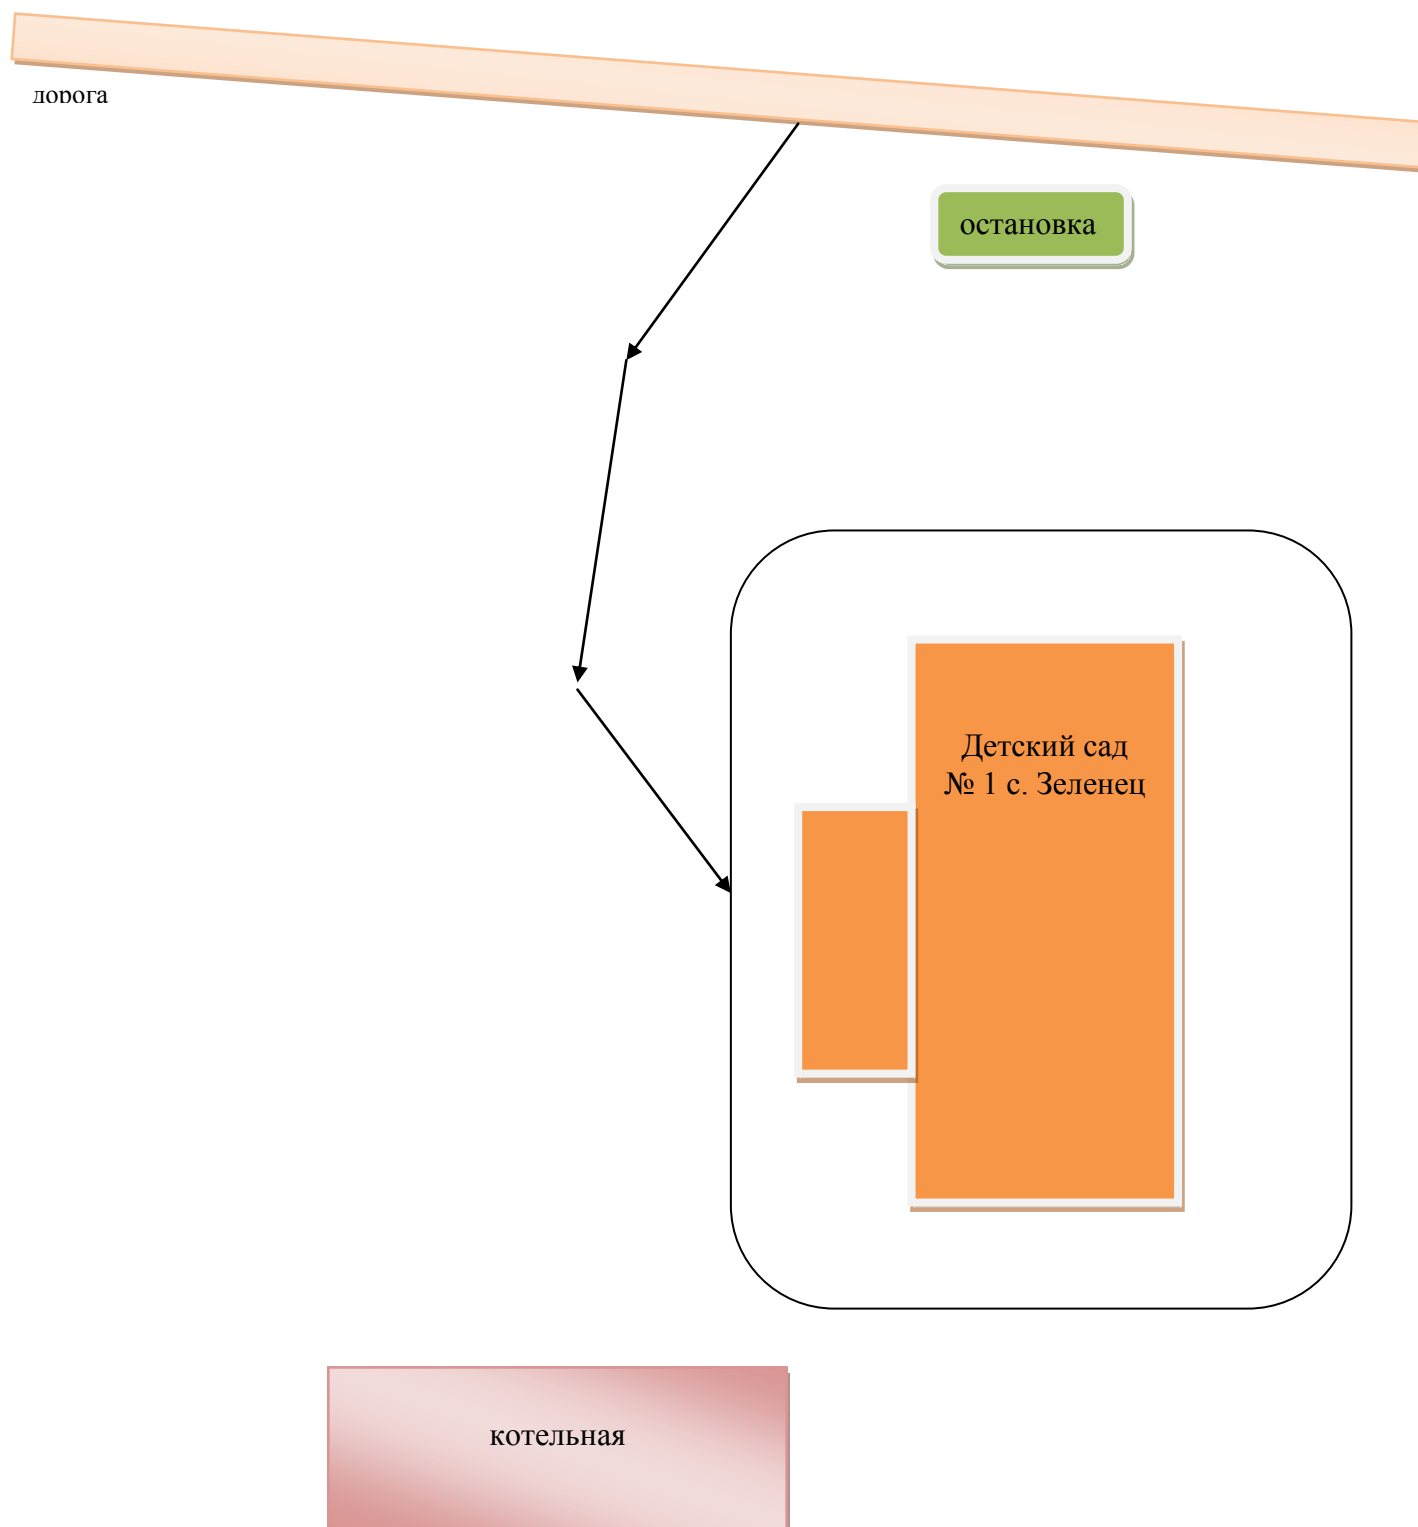 дорога
остановка
Детский сад
№ 1 с. Зеленец
котельная